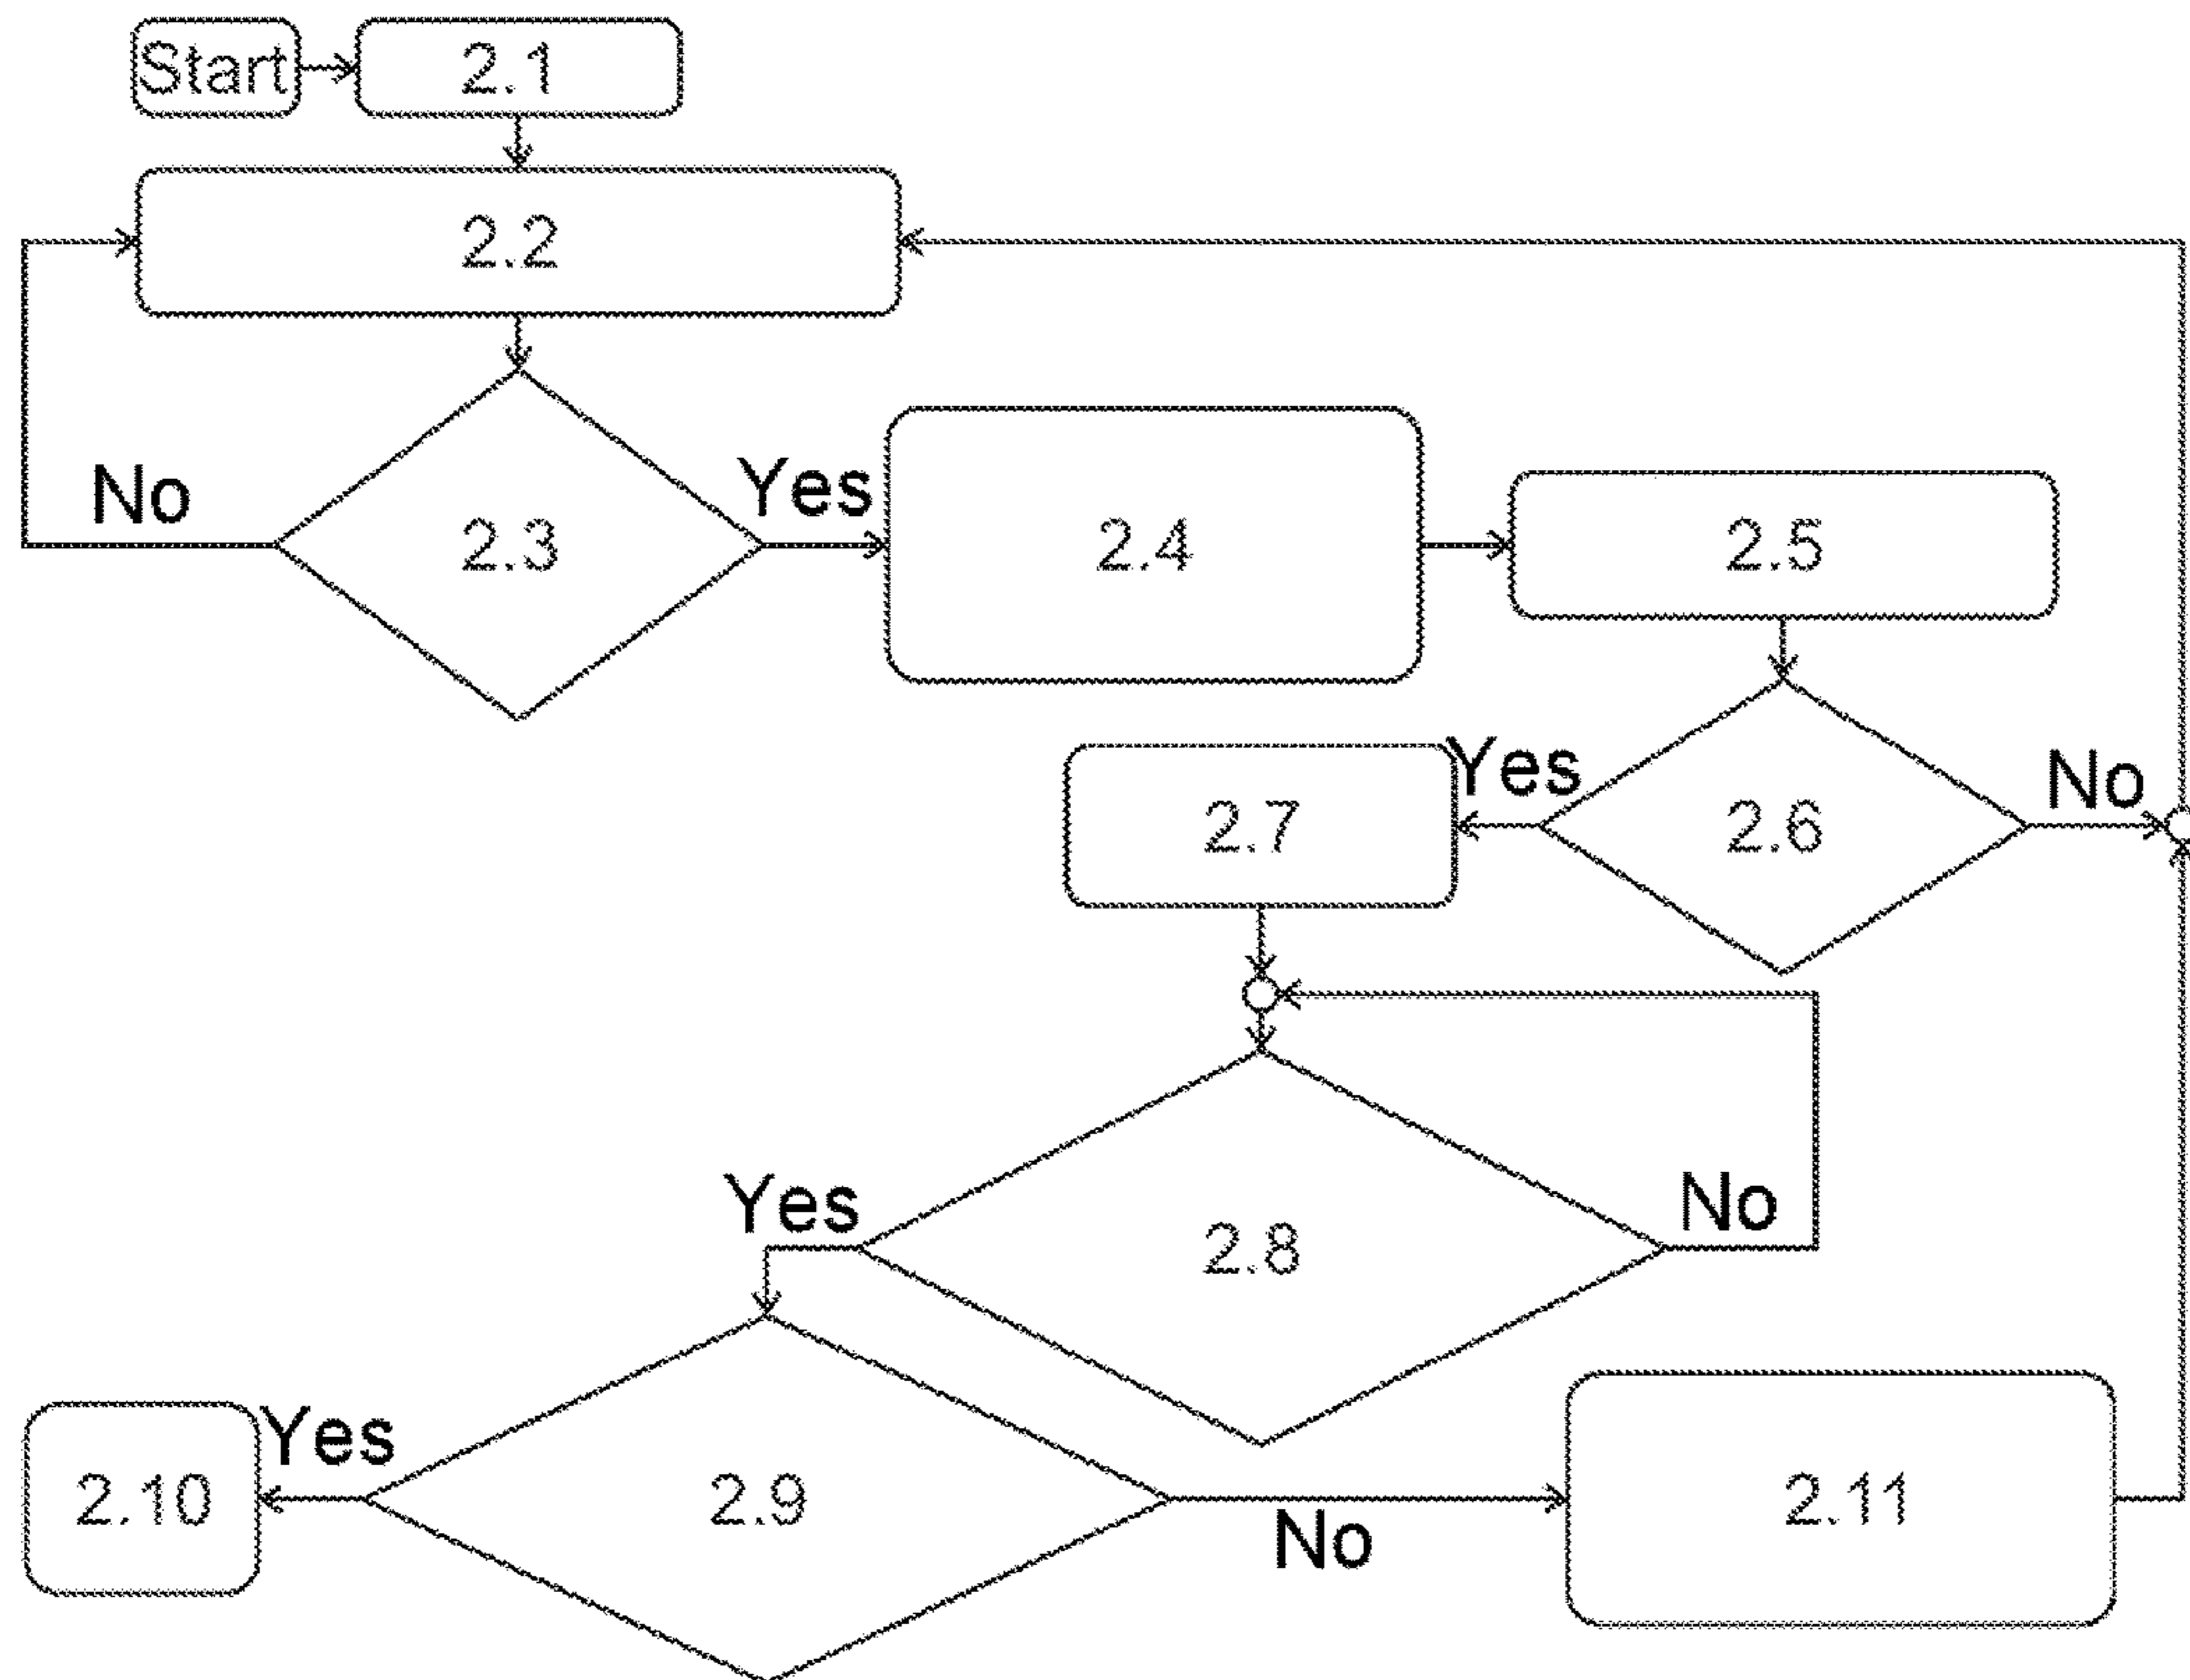 Start
2.1
2.2
No
2.3
Yes
2.4
2.5
2.7
Yes
2.6
No
Yes
2.8
No
2.10
Yes
2.9
No
2.11